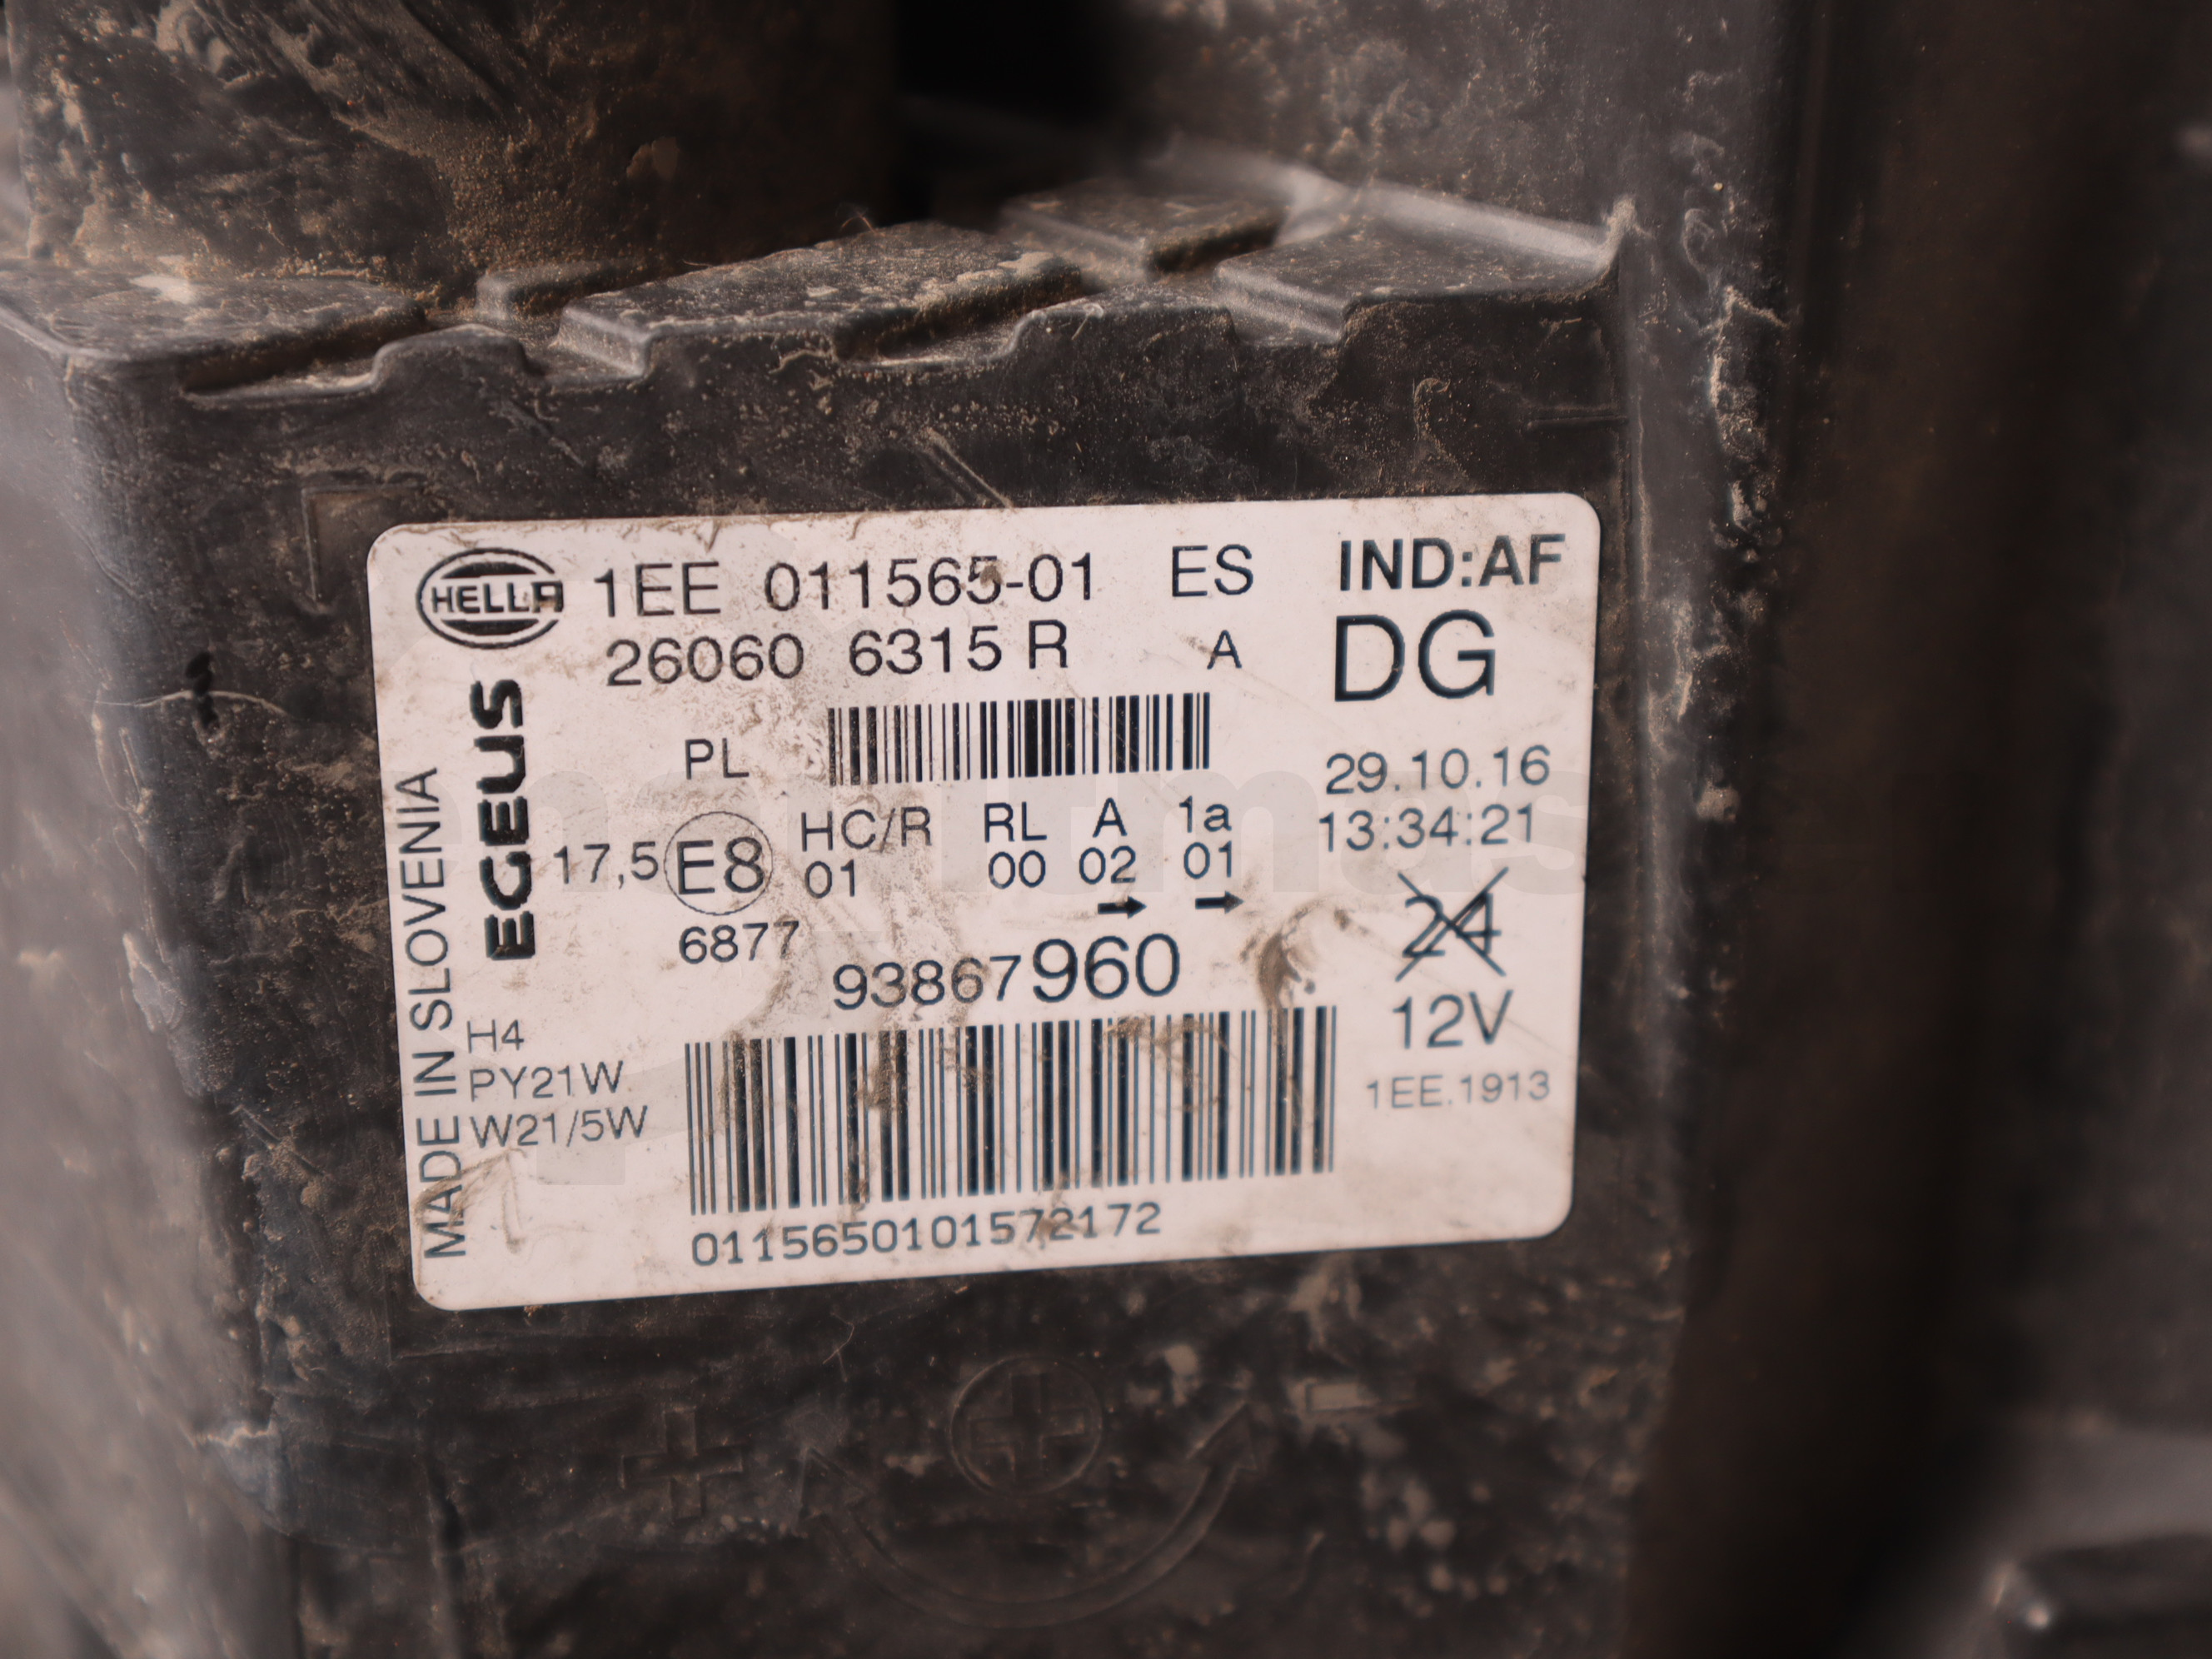 HELLA 1EE 011565-01 ES IND:AF
26060 6315 R A DG
MADE IN SLOVENIA
EGEUS
PL
29.10.16
13:34:21
17,5 E8 HC/R RL A 1a
01 00 02 01
→ →
6877
93867960
24
12V
H4
PY21W
W21/5W
1EE.1913
0115650101572172